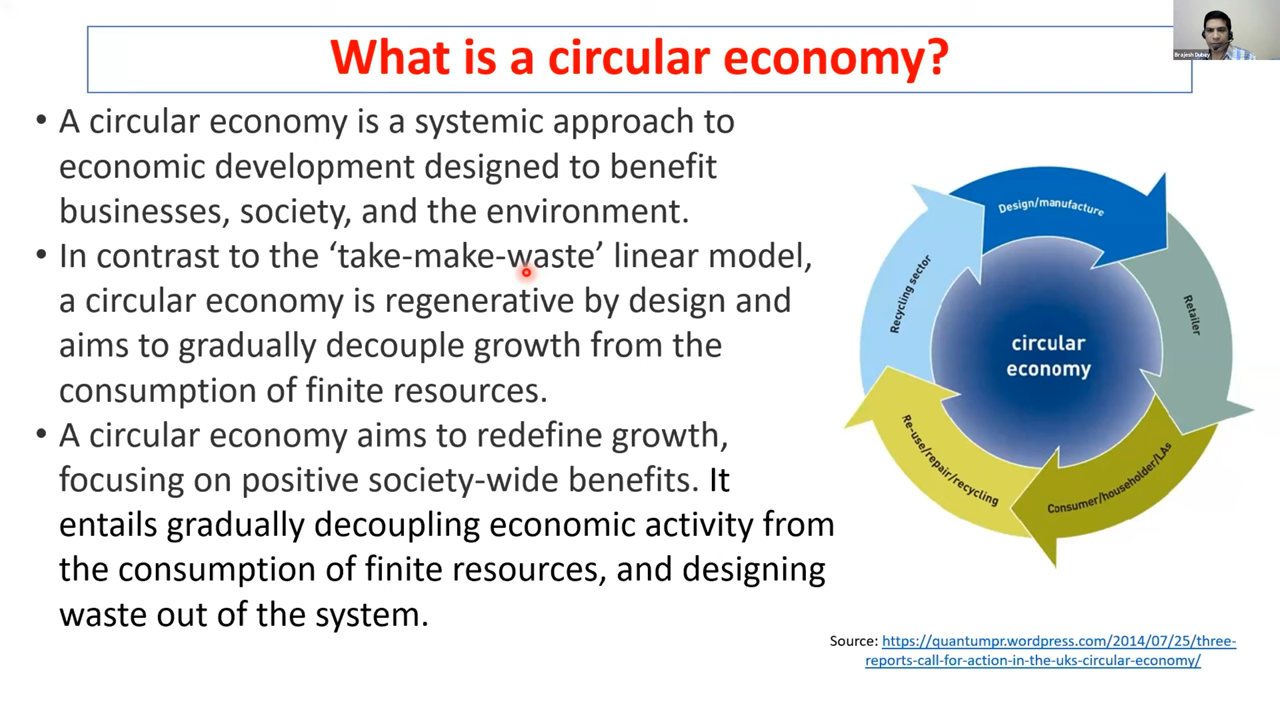 What is a circular economy?
Brajesh Dubey
• A circular economy is a systemic approach to
economic development designed to benefit
businesses, society, and the environment.
• In contrast to the ‘take-make-waste’ linear model,
a circular economy is regenerative by design and
aims to gradually decouple growth from the
consumption of finite resources.
• A circular economy aims to redefine growth,
focusing on positive society-wide benefits. It
entails gradually decoupling economic activity from
the consumption of finite resources, and designing
waste out of the system.
Design/manufacture
Retailer
Consumer/household/LAs
Re-use/repair/recycling
Recycling sector
circular
economy
Source: https://quantumpr.wordpress.com/2014/07/25/three-
reports-call-for-action-in-the-uks-circular-economy/